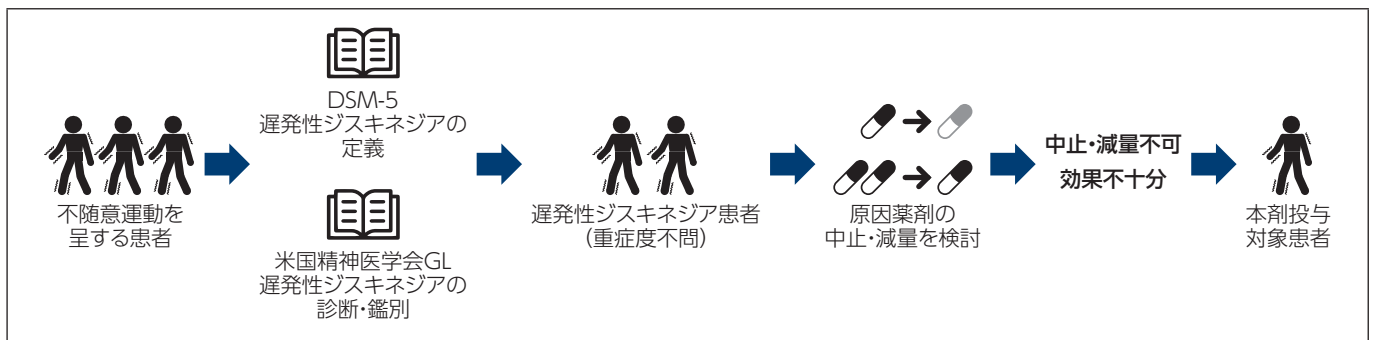 不随意運動を
呈する患者
DSM-5
遅発性ジスキネジアの
定義
米国精神医学会GL
遅発性ジスキネジアの
診断・鑑別
遅発性ジスキネジア患者
（重症度不問）
原因薬剤の
中止・減量を検討
中止・減量不可
効果不十分
本剤投与
対象患者